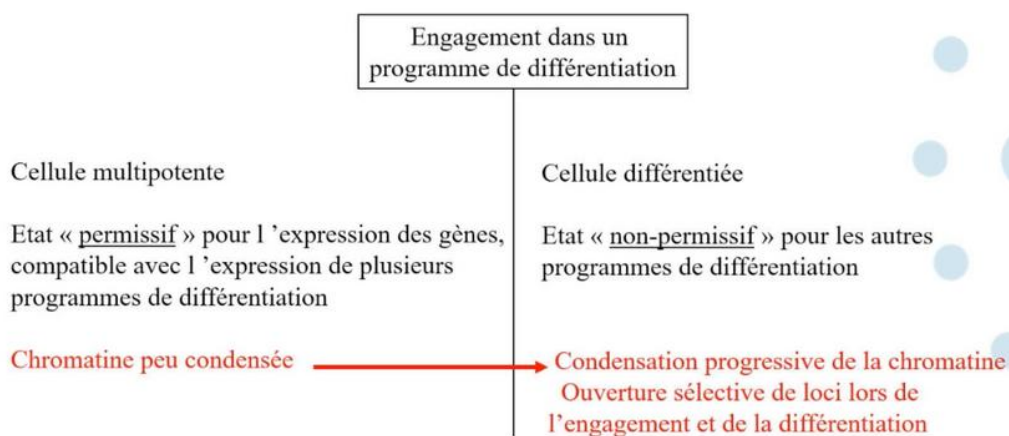 Engagement dans un
programme de différentiation
Cellule multipotente
Etat « permissif » pour l ’expression des gènes,
compatible avec l ’expression de plusieurs
programmes de différentiation
Chromatine peu condensée
Cellule différentiée
Etat « non-permissif » pour les autres
programmes de différentiation
Condensation progressive de la chromatine
Ouverture sélective de loci lors de
l’engagement et de la différentiation